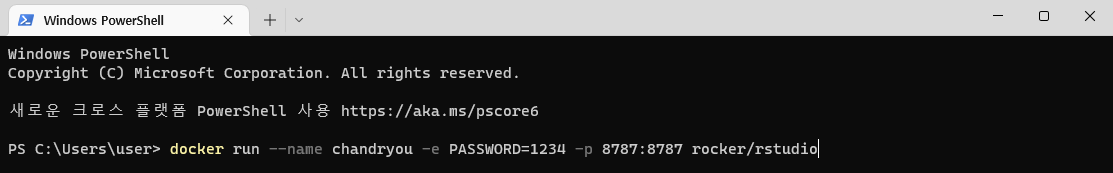 Windows PowerShell
Windows PowerShell
Copyright (C) Microsoft Corporation. All rights reserved.
새로운 크로스 플랫폼 PowerShell 사용 https://aka.ms/pscore6
PS C:\Users\user> docker run --name chandryou -e PASSWORD=1234 -p 8787:8787 rocker/rstudio